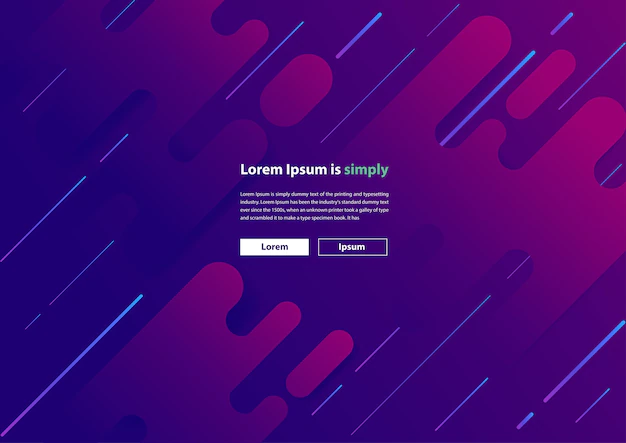 Lorem Ipsum is simply
Lorem Ipsum is simply dummy text of the printing and typesetting
industry. Lorem Ipsum has been the industry's standard dummy text
ever since the 1500s, when an unknown printer took a galley of type
and scrambled it to make a type specimen book.
Lorem
Ipsum